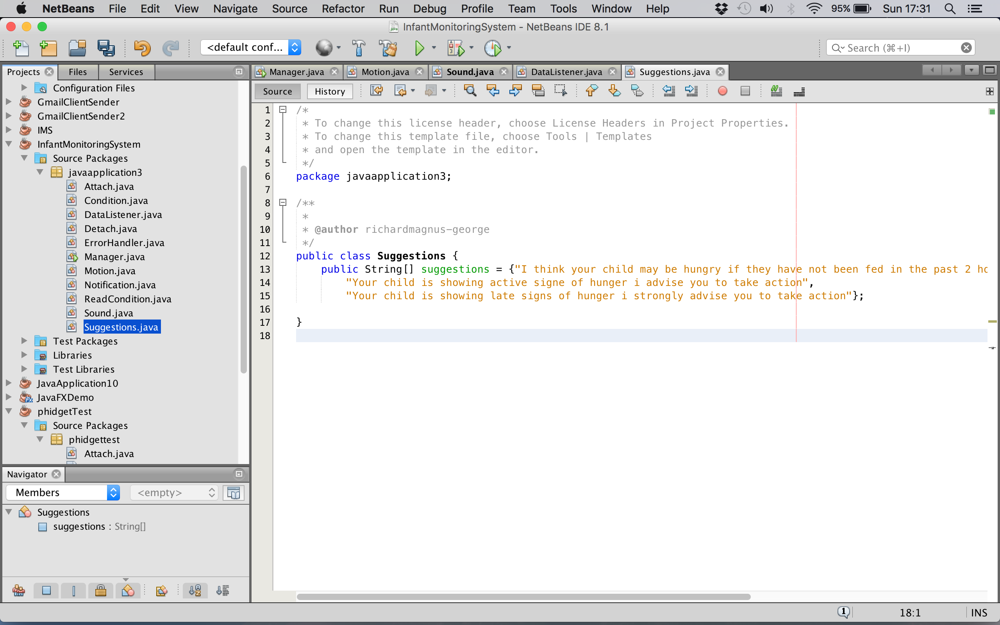 NetBeans File Edit View Navigate Source Refactor Run Debug Profile Team Tools Window Help 95% Sun 17:31
InfantMonitoringSystem - NetBeans IDE 8.1
<default conf... Search (⌘+I)
Projects Files Services
Configuration Files
GmailClientSender
GmailClientSender2
IMS
InfantMonitoringSystem
Source Packages
javaapplication3
Attach.java
Condition.java
DataListener.java
Detach.java
ErrorHandler.java
Manager.java
Motion.java
Notification.java
ReadCondition.java
Sound.java
Suggestions.java
Test Packages
Libraries
Test Libraries
JavaApplication10
JavaFXDemo
phidgetTest
Source Packages
phidgettest
Attach.java
Navigator
Members <empty>
Suggestions
suggestions : String[]
Manager.java Motion.java Sound.java DataListener.java Suggestions.java
Source History
1 /*
2 * To change this license header, choose License Headers in Project Properties.
3 * To change this template file, choose Tools | Templates
4 * and open the template in the editor.
5 */
6 package javaapplication3;
7
8 /**
9 *
10 * @author richardmagnus-george
11 */
12 public class Suggestions {
13 public String[] suggestions = {"I think your child may be hungry if they have not been fed in the past 2 ho
14 "Your child is showing active signe of hunger i advise you to take action",
15 "Your child is showing late signs of hunger i strongly advise you to take action"};
16
17 }
18
1 18:1 INS